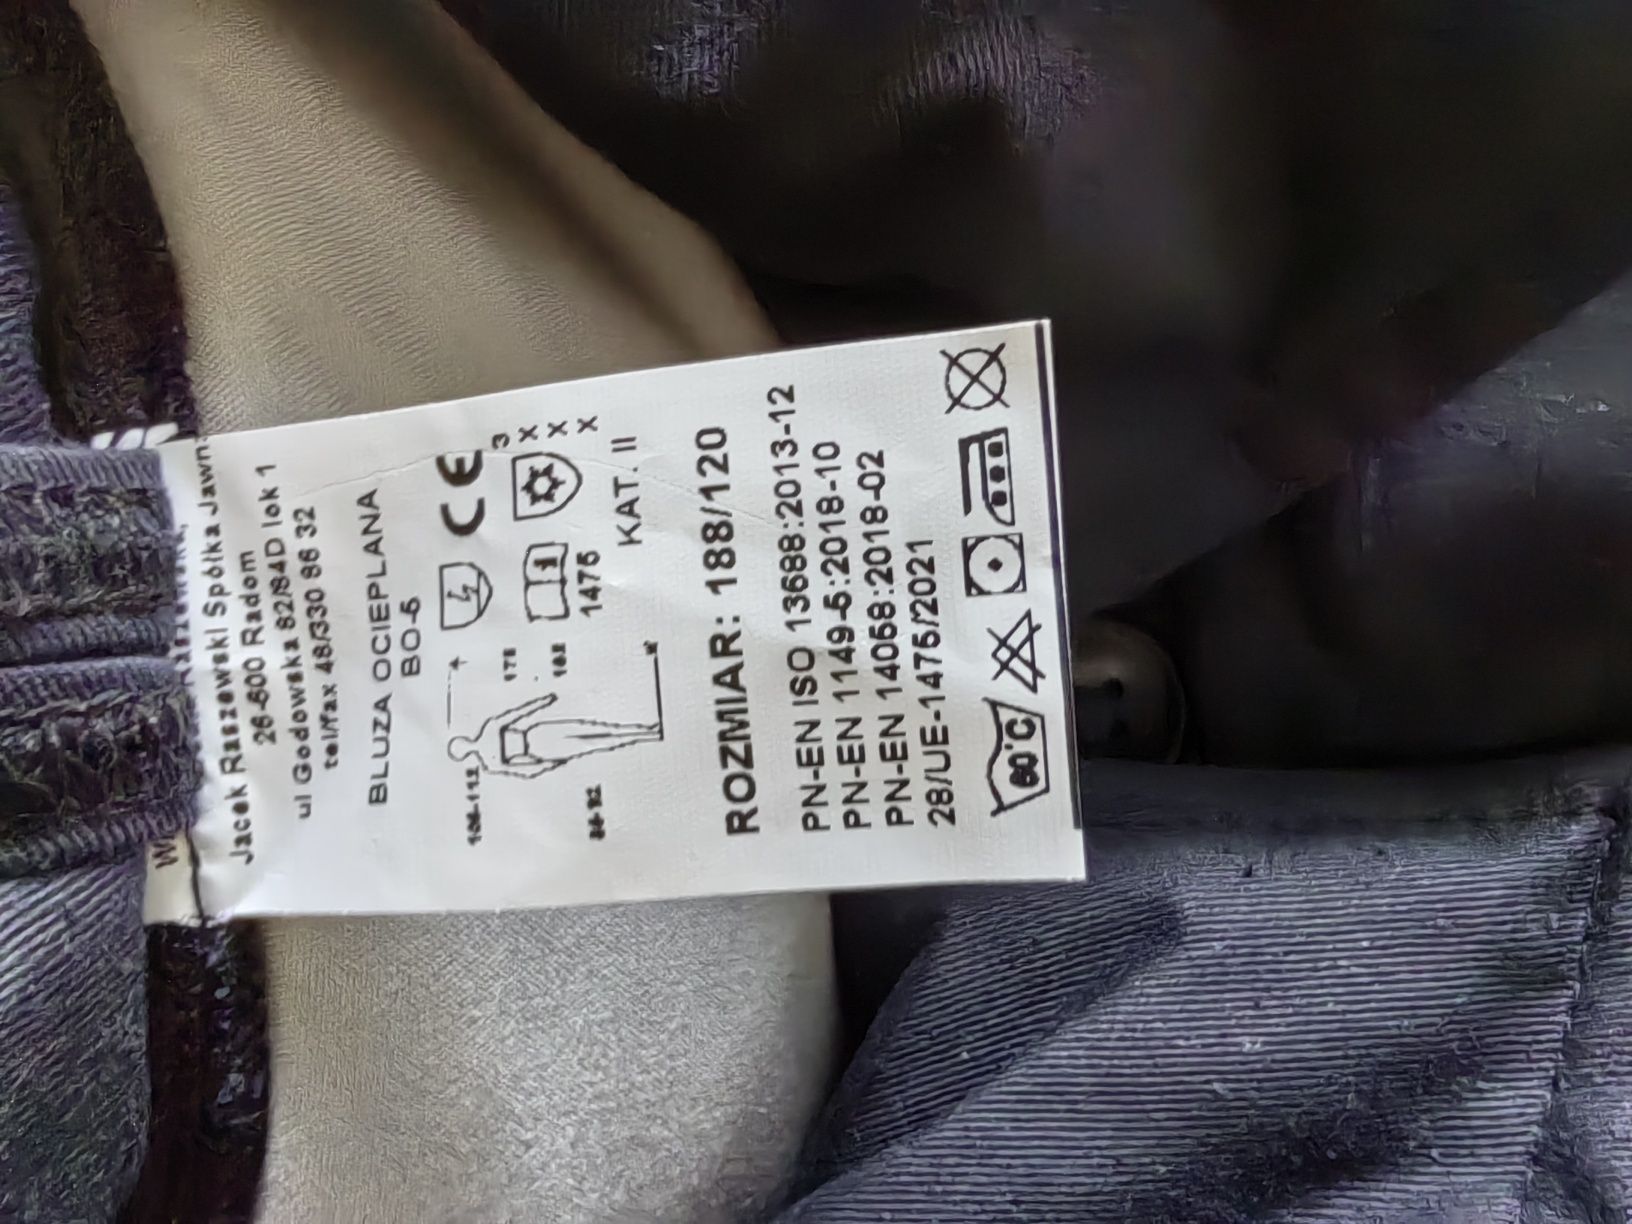 Jacek Raszewski Spółka Jawn
26-600 Radom
ul Godowska 82/84D lok 1
tel/fax 48/330 86 32
BLUZA OCIEPLANA
BO-5
CE
3
X
X
X
1475
KAT. II
ROZMIAR: 188/120
PN-EN ISO 13688:2013-12
PN-EN 1149-5:2018-10
PN-EN 14058:2018-02
28/UE-1475/2021
60°C